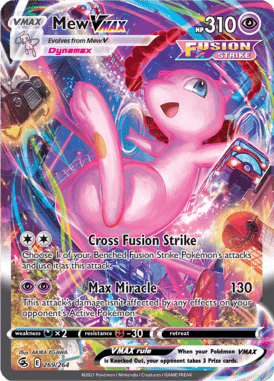 VMAX Mew VMAX HP 310
Evolves from Mew V
Dynamax
FUSION
STRIKE
Cross Fusion Strike
Choose 1 of your Benched Fusion Strike Pokémon's attacks
and use it as this attack.
Max Miracle 130
This attack's damage isn't affected by any effects on your
opponent's Active Pokémon.
weakness ×2 resistance -30 retreat
Illus. AKIRA EGAWA
VMAX rule When your Pokémon VMAX
is Knocked Out, your opponent takes 3 Prize cards.
E 269/264
©2021 Pokémon / Nintendo / Creatures / GAME FREAK